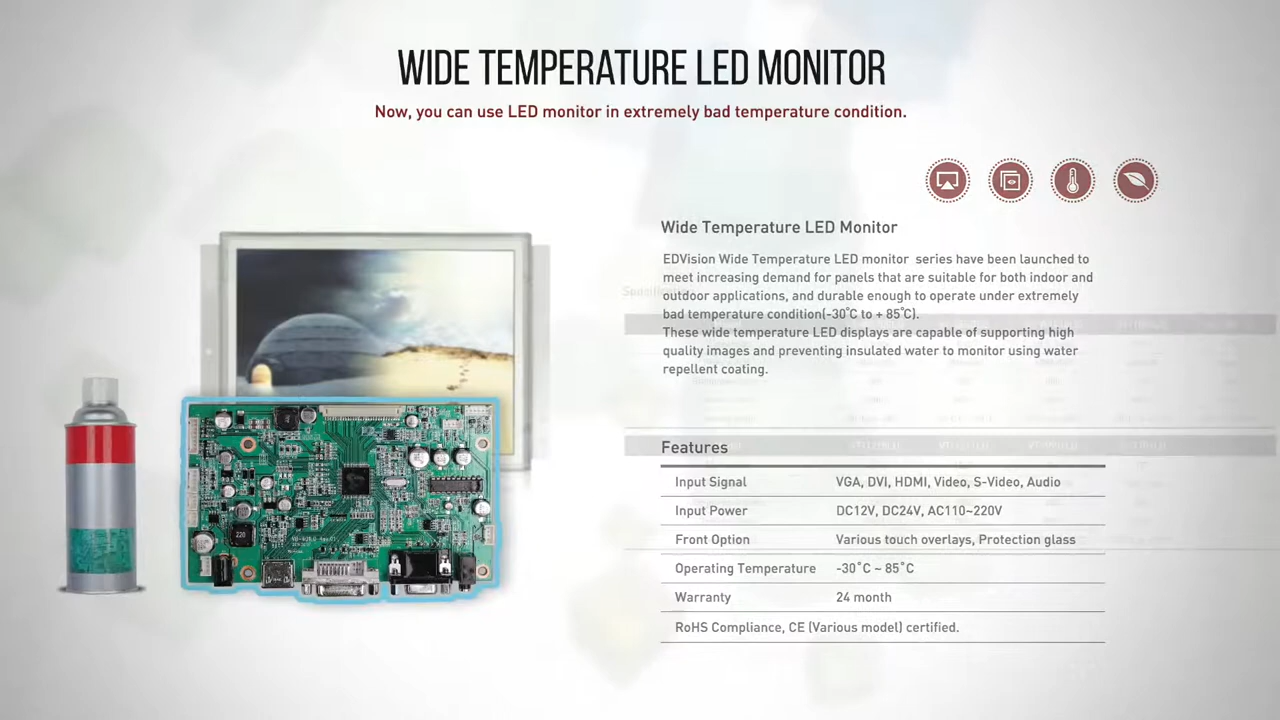 WIDE TEMPERATURE LED MONITOR
Now, you can use LED monitor in extremely bad temperature condition.
Wide Temperature LED Monitor
EDVision Wide Temperature LED monitor series have been launched to
meet increasing demand for panels that are suitable for both indoor and
outdoor applications, and durable enough to operate under extremely
bad temperature condition(-30˚C to + 85˚C).
These wide temperature LED displays are capable of supporting high
quality images and preventing insulated water to monitor using water
repellent coating.
Features
Input Signal VGA, DVI, HDMI, Video, S-Video, Audio
Input Power DC12V, DC24V, AC110~220V
Front Option Various touch overlays, Protection glass
Operating Temperature -30˚C ~ 85˚C
Warranty 24 month
RoHS Compliance, CE (Various model) certified.
220